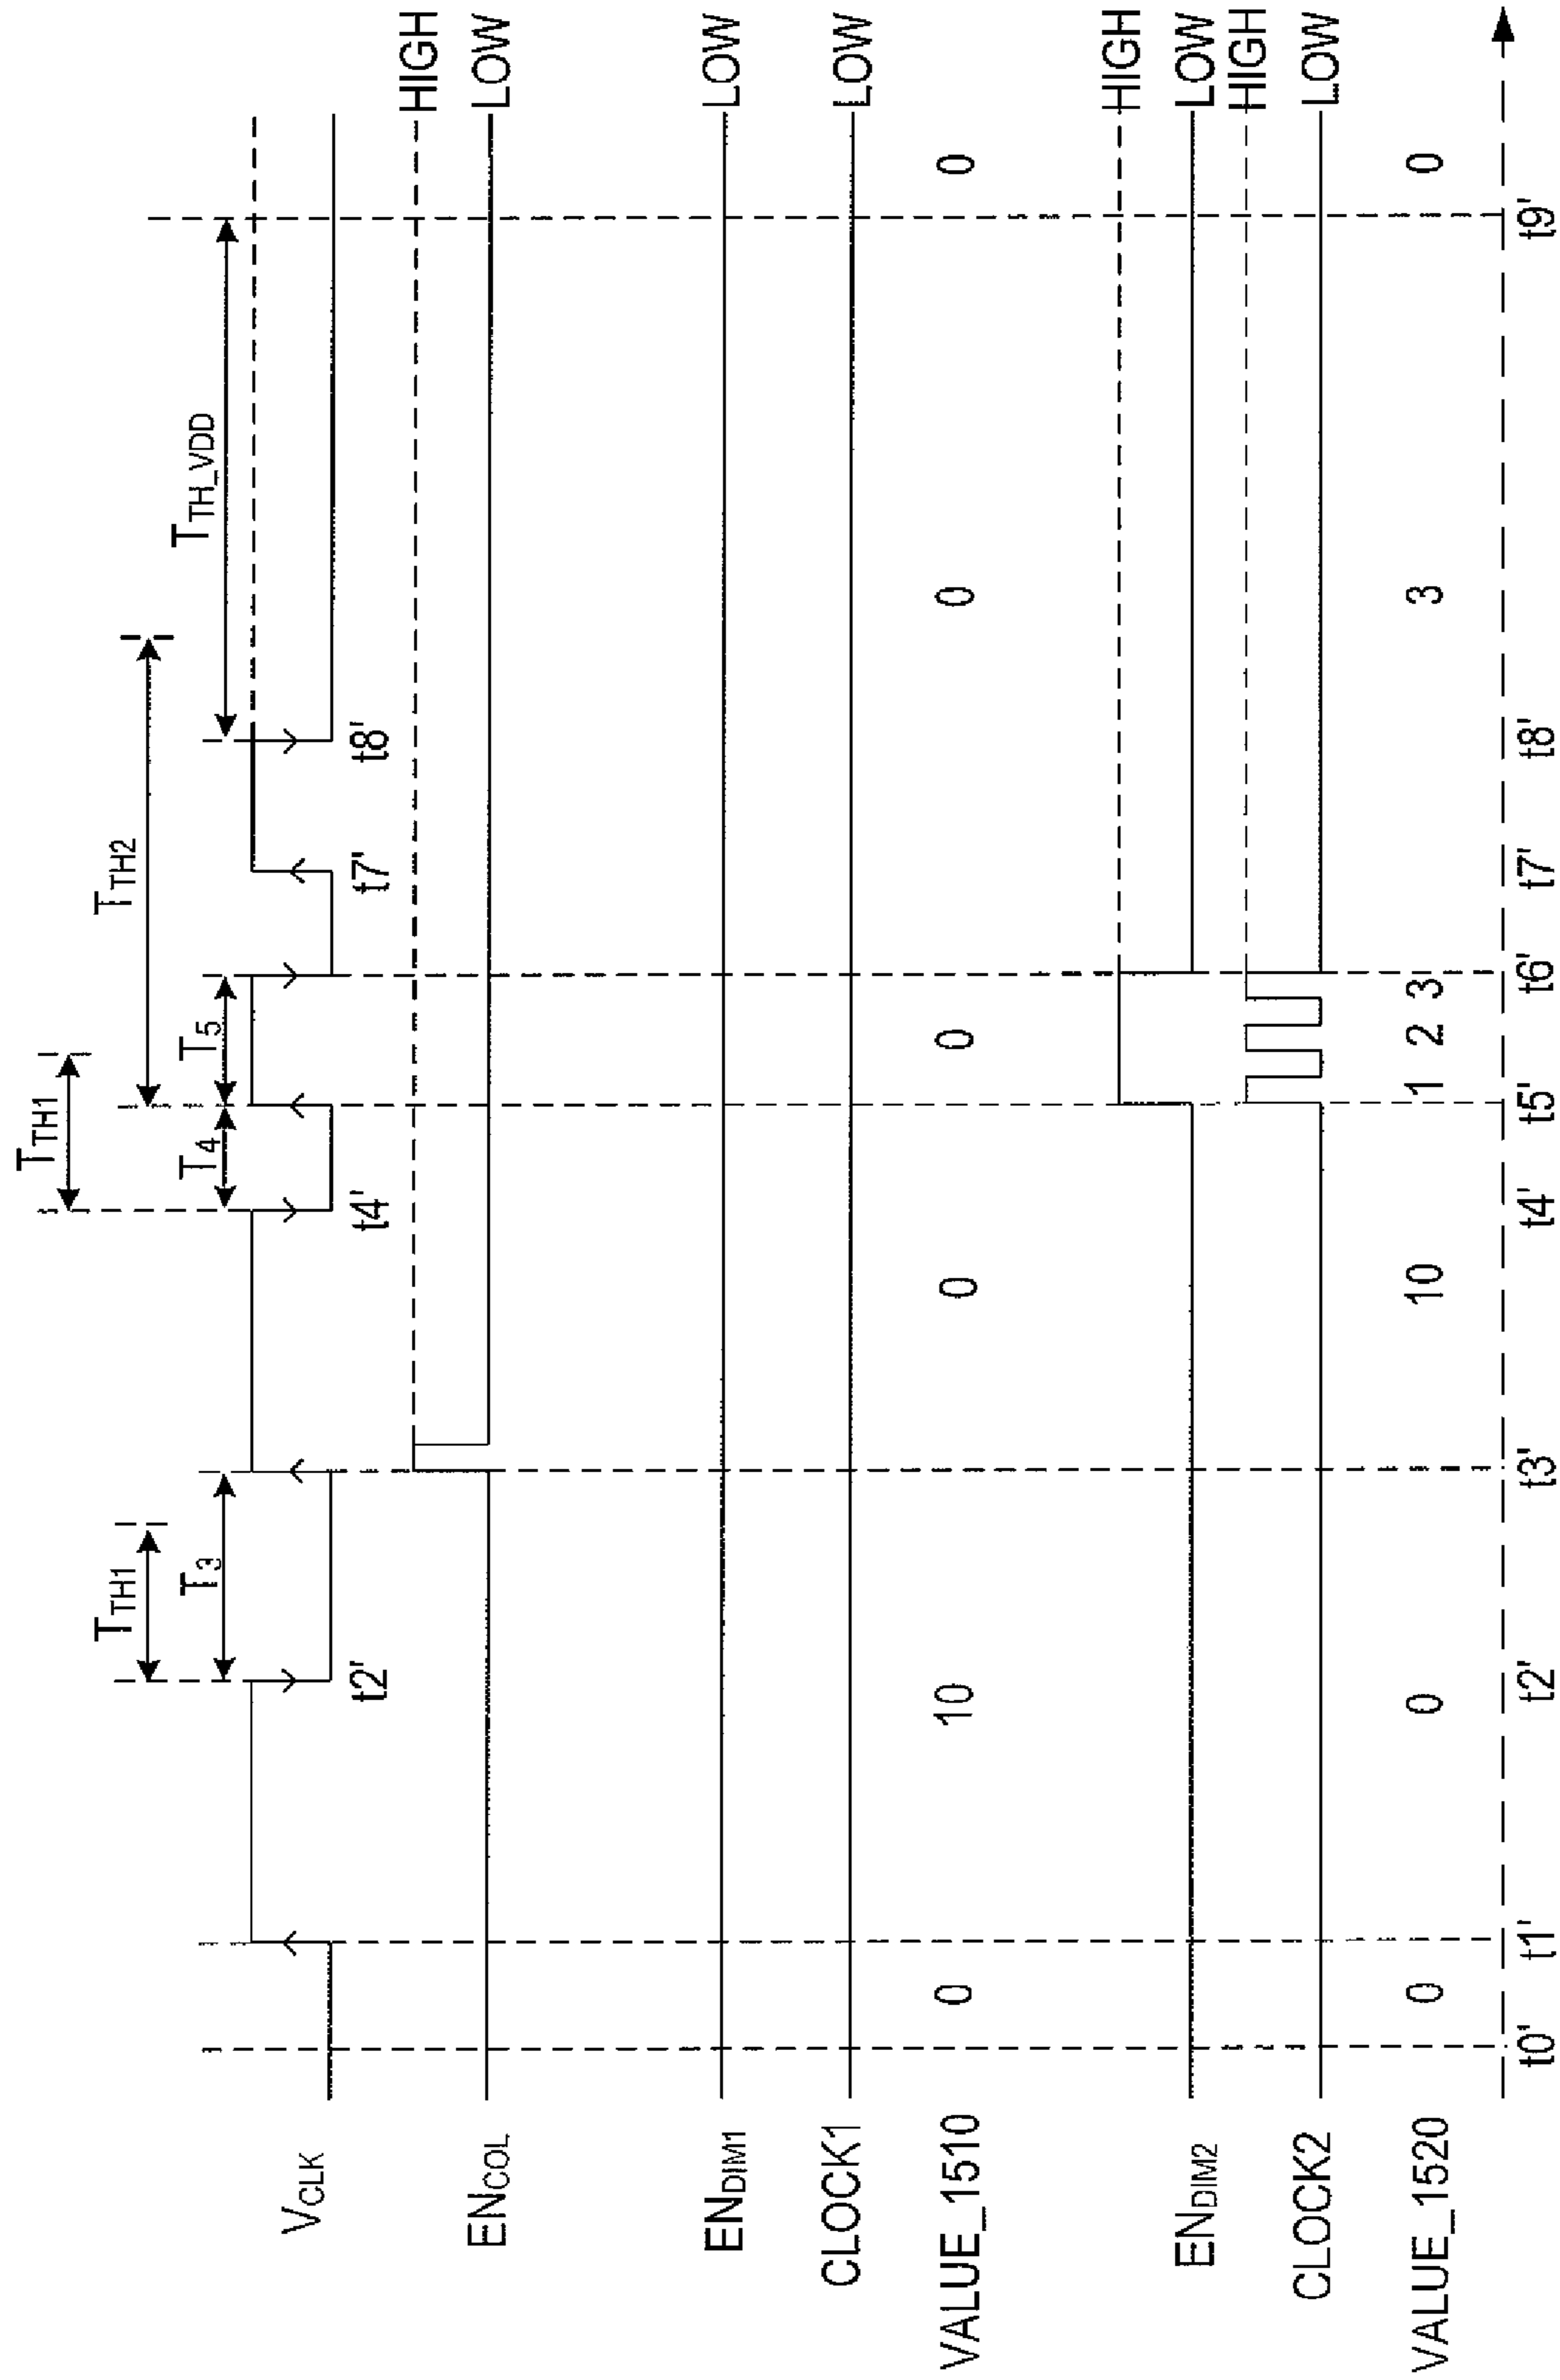 T_TH1 T_TH2
T_TH1 T_3 T_4 T_5 T_TH_VDD
V_CLK
t2' t4' t7' t8'
HIGH
EN_COL LOW
EN_DIM1 LOW
CLOCK1 LOW
VALUE_1510 0 10 0 0 0 0
HIGH
EN_DIM2 LOW
HIGH
CLOCK2 LOW
VALUE_1520 0 0 10 1 2 3 3 0
t0' t1' t2' t3' t4' t5' t6' t7' t8' t9'